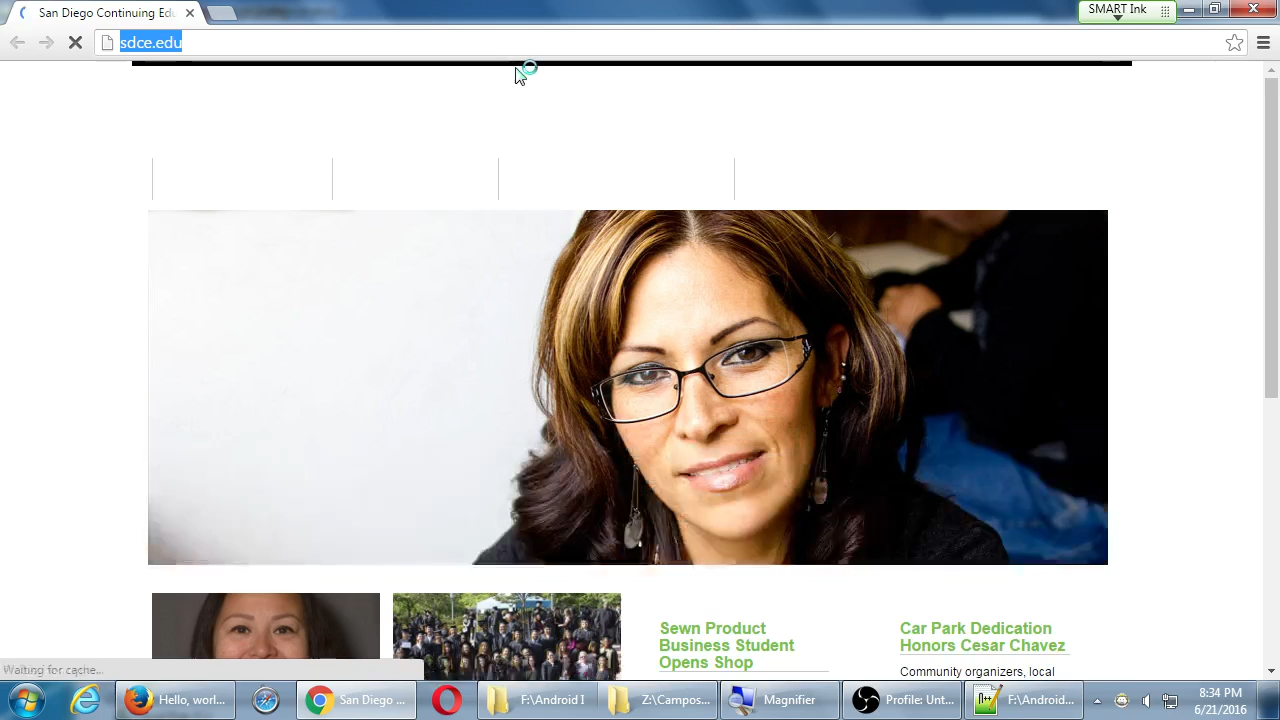 San Diego Continuing Edu
SMART Ink
sdce.edu
Sewn Product
Business Student
Opens Shop
Car Park Dedication
Honors Cesar Chavez
Community organizers, local
Waiting for cache...
Hello, worl...
San Diego ...
F:\Android I
Z:\Campos...
Magnifier
Profile: Unt...
F:\Android...
8:34 PM
6/21/2016